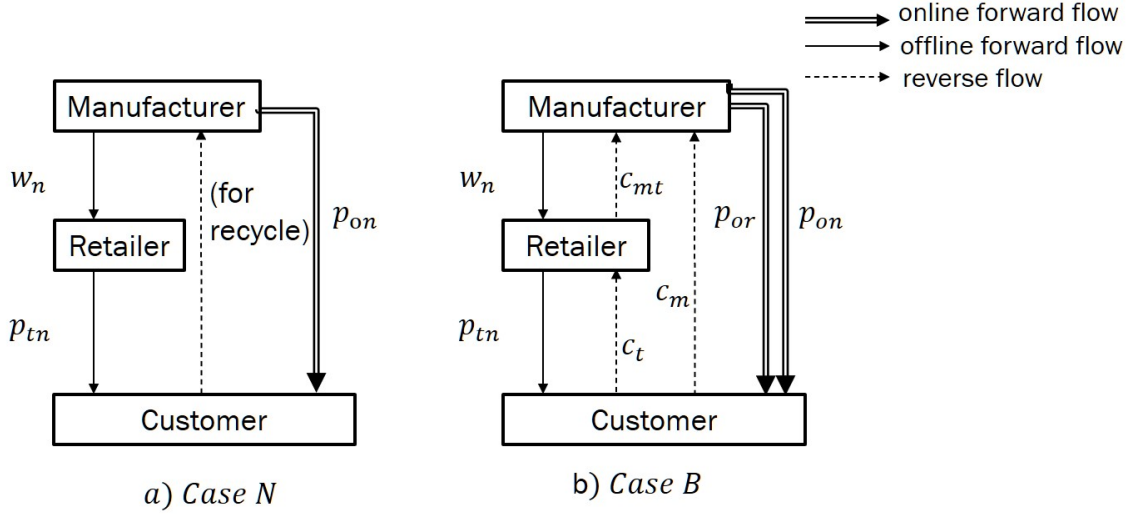 online forward flow
offline forward flow
reverse flow
Manufacturer
w_n
(for
recycle)
p_on
Retailer
p_tn
Customer
a) Case N
Manufacturer
w_n
c_mt
p_or
p_on
Retailer
c_m
p_tn
c_t
Customer
b) Case B